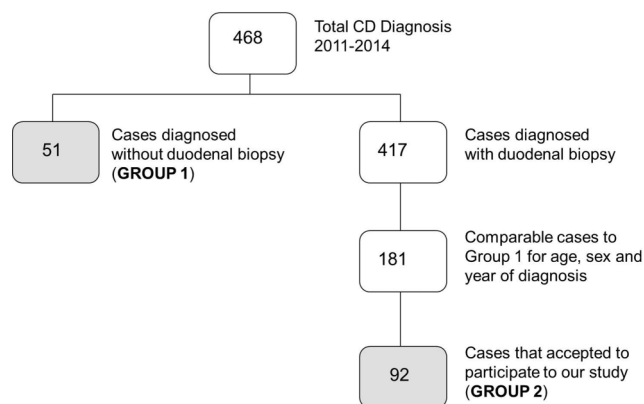 468
Total CD Diagnosis
2011-2014
51
Cases diagnosed
without duodenal biopsy
(GROUP 1)
417
Cases diagnosed
with duodenal biopsy
181
Comparable cases to
Group 1 for age, sex and
year of diagnosis
92
Cases that accepted to
participate to our study
(GROUP 2)